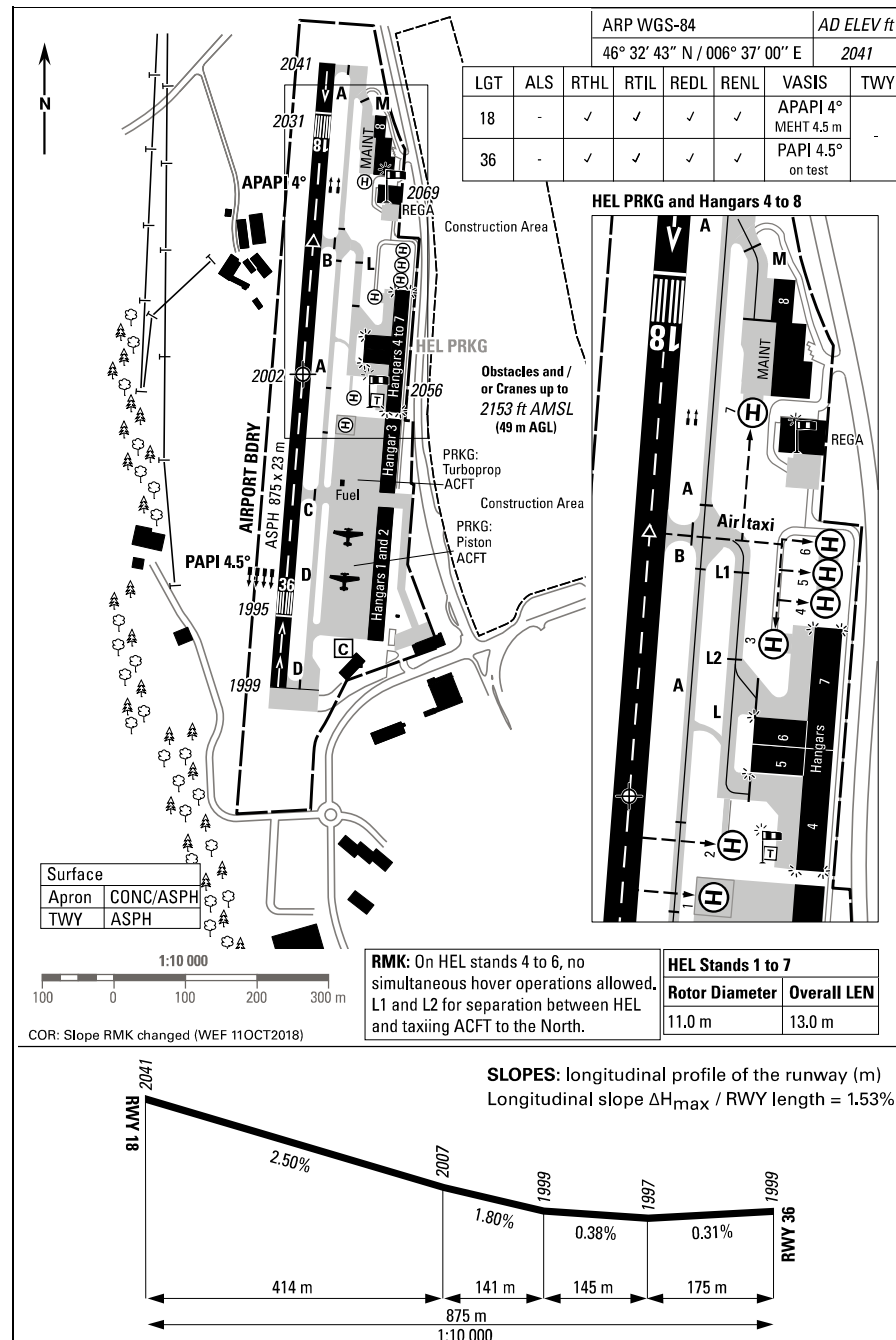 ARP WGS-84
AD ELEV ft
46° 32′ 43″ N / 006° 37′ 00″ E
2041
LGT ALS RTHL RTIL REDL RENL VASIS TWY
18 - ✓ ✓ ✓ ✓ APAPI 4°
MEHT 4.5 m
-
36 - ✓ ✓ ✓ ✓ PAPI 4.5°
on test
N
2041
A
2031
M
8
18
MAINT
H
APAPI 4°
2069
REGA
Construction Area
B
L
H
H
H
H
H
Hangars 4 to 7
HEL PRKG
2002
A
2056
T
H
H
Obstacles and /
or Cranes up to
2153 ft AMSL
(49 m AGL)
Hangar 3
AIRPORT BDRY
ASPH 875 x 23 m
PRKG:
Turboprop
ACFT
Fuel
C
Construction Area
PRKG:
Piston
ACFT
PAPI 4.5°
D
36
Hangars 1 and 2
1995
C
D
1999
HEL PRKG and Hangars 4 to 8
A
M
8
18
MAINT
7
H
REGA
A
Air taxi
B
L1
6
H
5
H
4
H
3
H
L2
A
L
7
6
5
Hangars
4
2
H
T
1
H
Surface
Apron CONC/ASPH
TWY ASPH
1:10 000
100 0 100 200 300 m
COR: Slope RMK changed (WEF 11OCT2018)
RMK: On HEL stands 4 to 6, no
simultaneous hover operations allowed.
L1 and L2 for separation between HEL
and taxiing ACFT to the North.
HEL Stands 1 to 7
Rotor Diameter Overall LEN
11.0 m 13.0 m
SLOPES: longitudinal profile of the runway (m)
Longitudinal slope ΔHmax / RWY length = 1.53%
2041
RWY 18
2.50%
2007
1.80%
1999
0.38%
1997
0.31%
1999
RWY 36
414 m 141 m 145 m 175 m
875 m
1:10 000